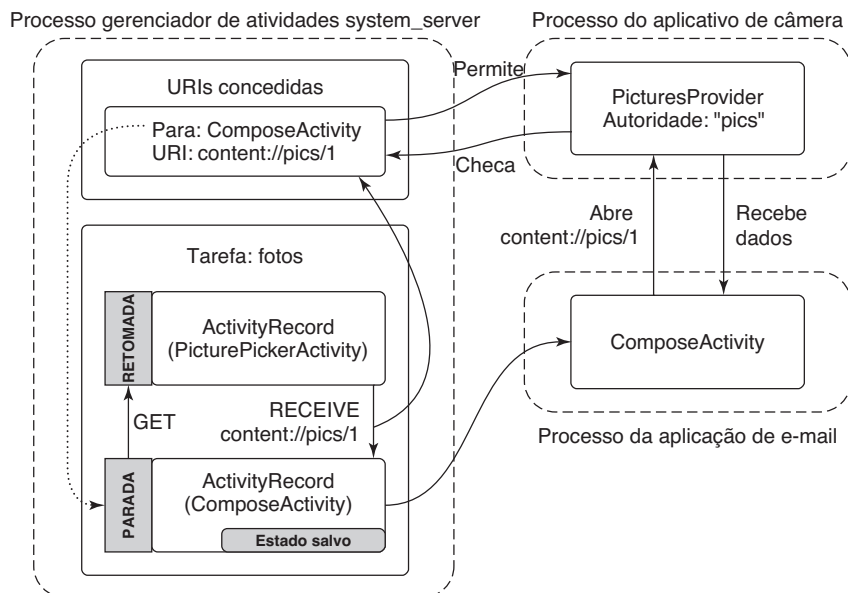 Processo gerenciador de atividades system_server
Processo do aplicativo de câmera
URIs concedidas
Para: ComposeActivity
URI: content://pics/1
Permite
Checa
PicturesProvider
Autoridade: "pics"
Abre
content://pics/1
Recebe
dados
Tarefa: fotos
RETOMADA
ActivityRecord
(PicturePickerActivity)
GET
RECEIVE
content://pics/1
PARADA
ActivityRecord
(ComposeActivity)
Estado salvo
ComposeActivity
Processo da aplicação de e-mail